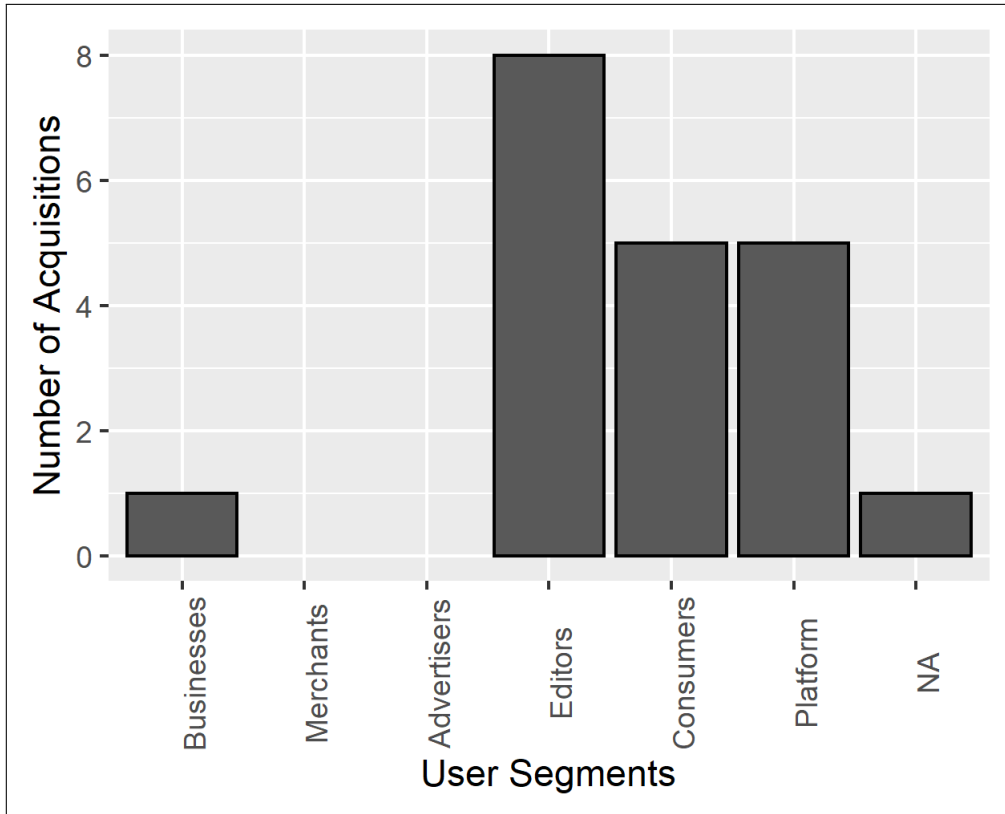 Number of Acquisitions
8
6
4
2
0
Businesses
Merchants
Advertisers
Editors
Consumers
Platform
NA
User Segments